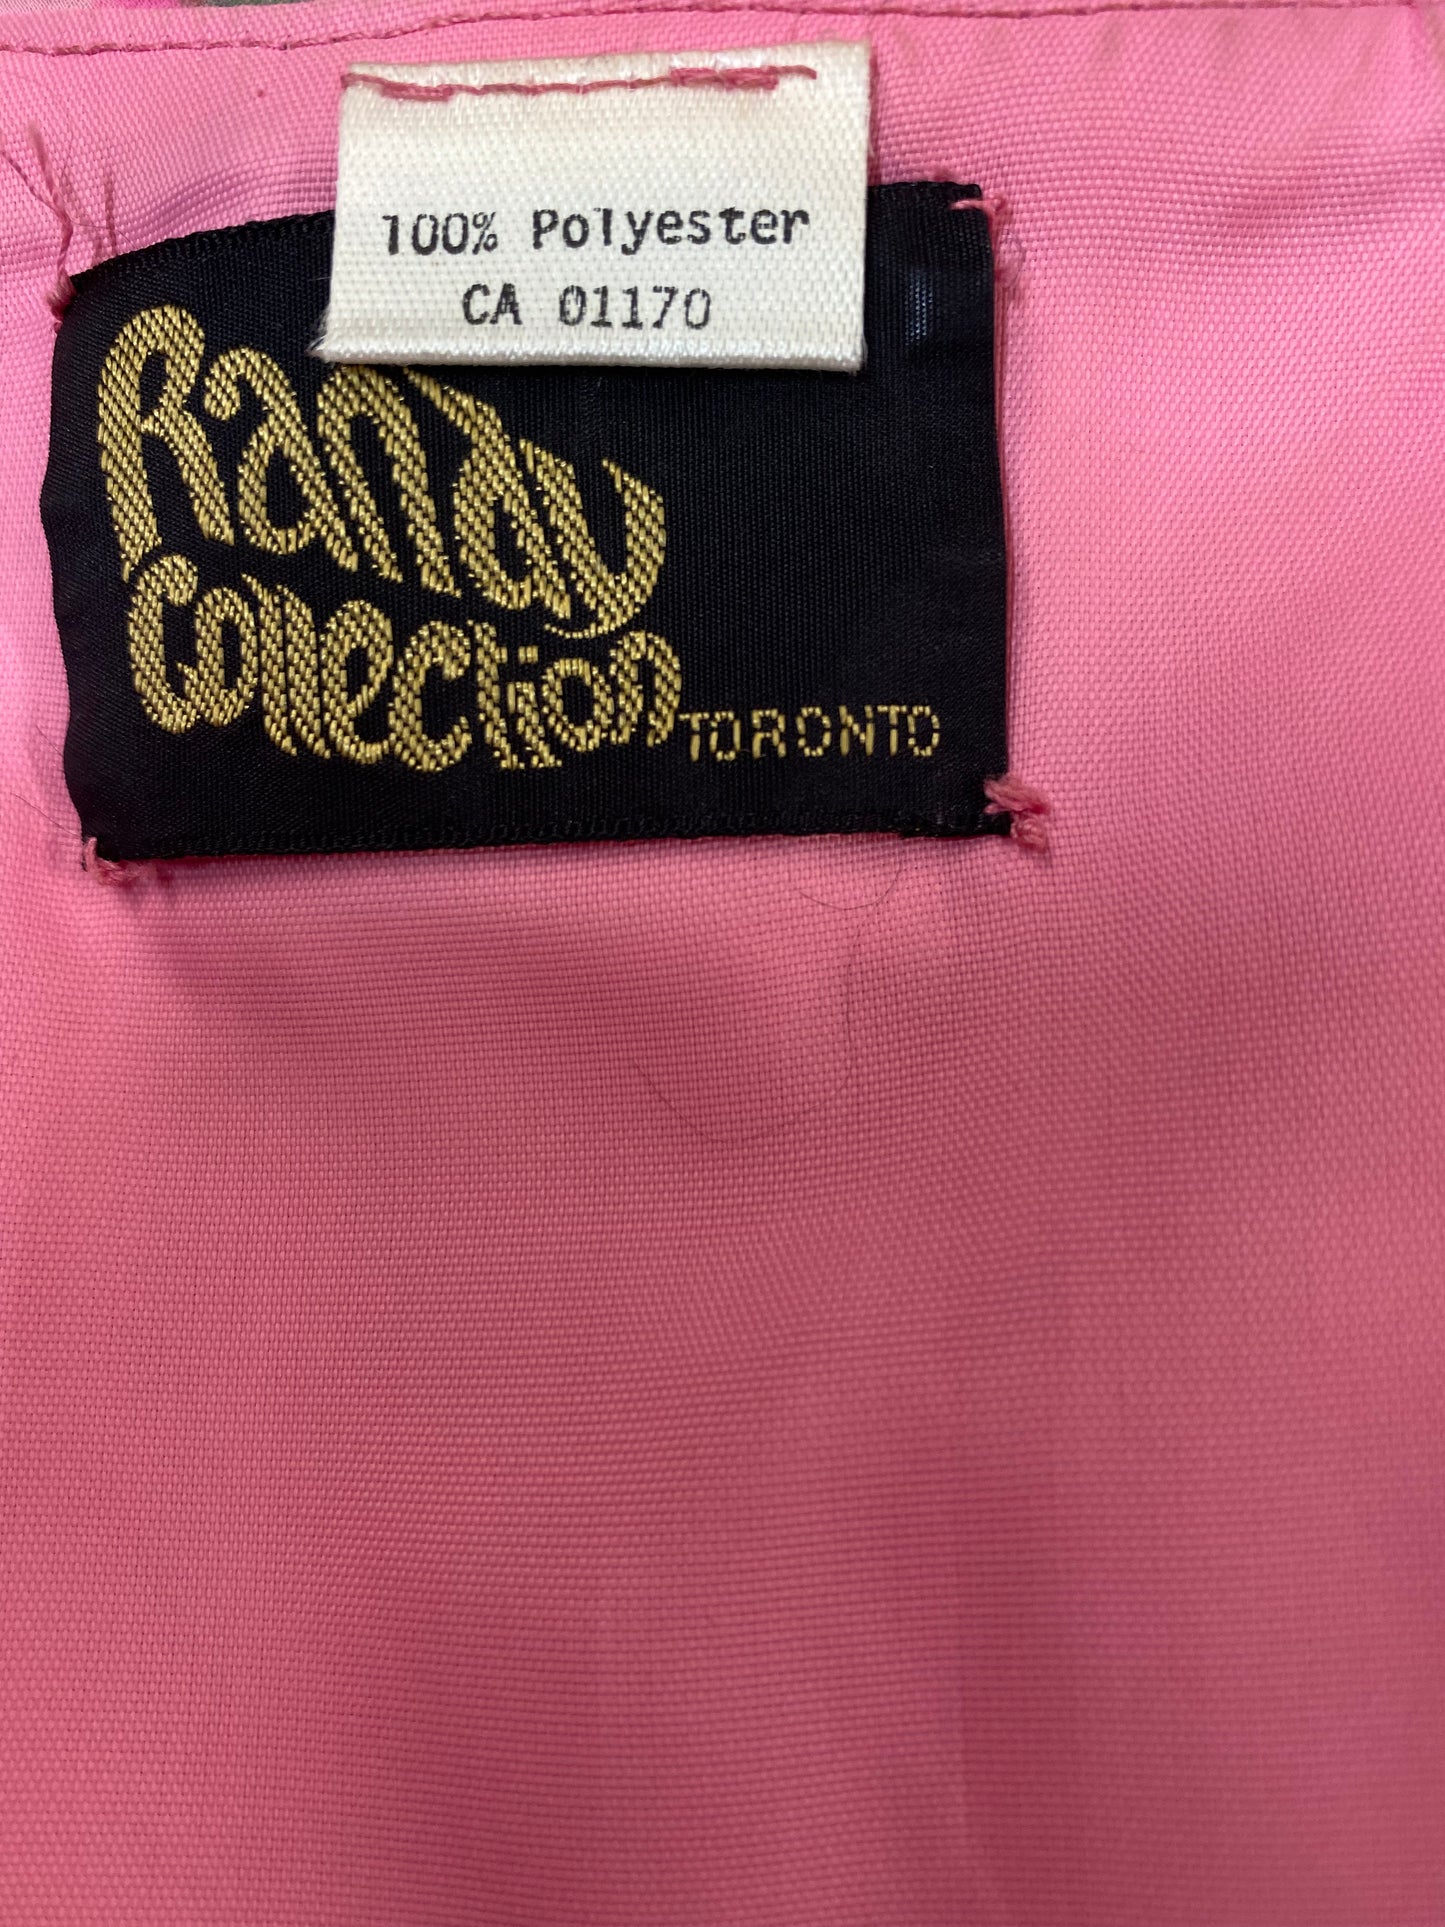 100% Polyester
CA 01170
Randy
Collection
TORONTO